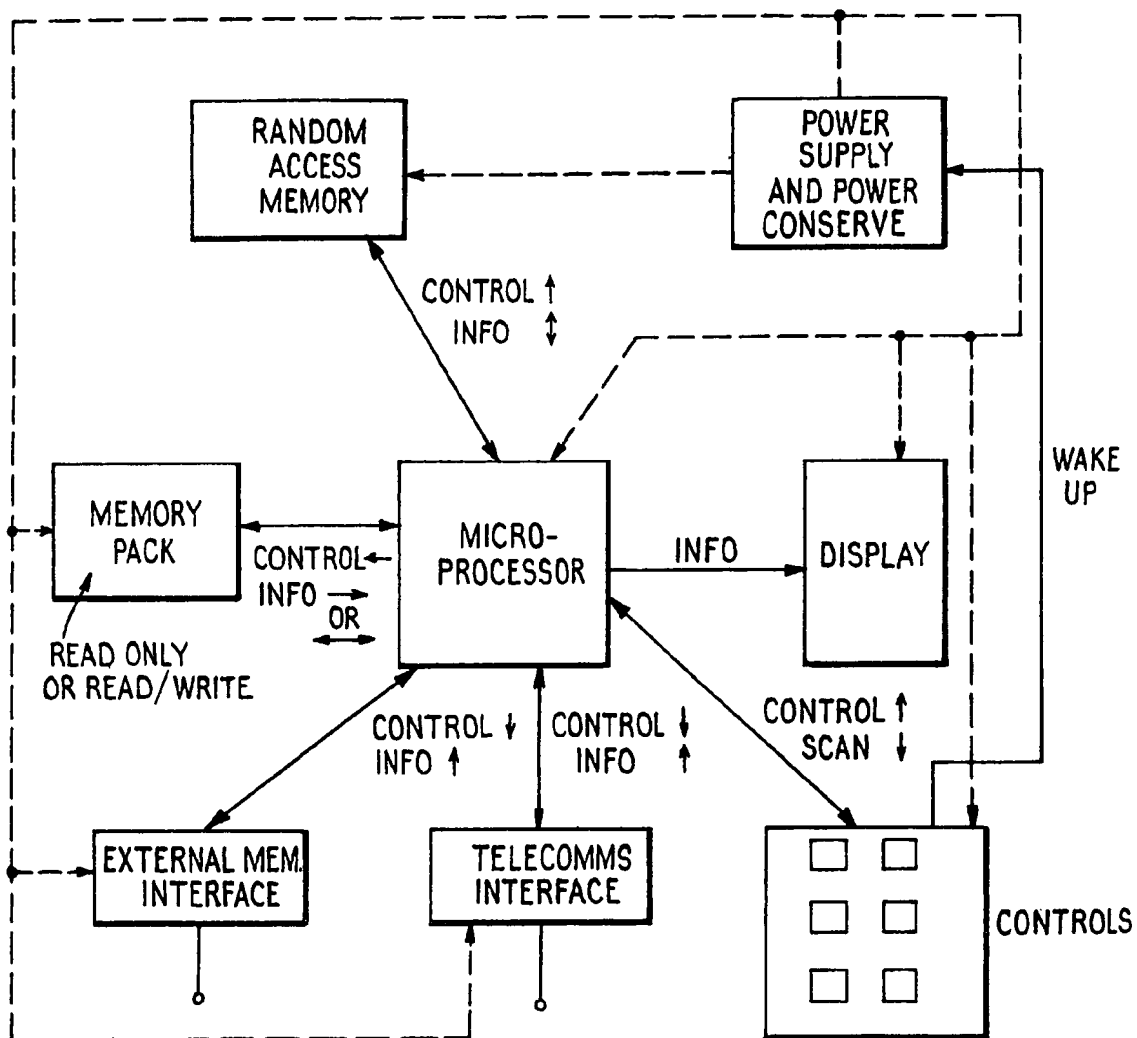 RANDOM
ACCESS
MEMORY
POWER
SUPPLY
AND POWER
CONSERVE
CONTROL ↑
INFO ↕
WAKE
UP
MEMORY
PACK
CONTROL ←
INFO →
OR
↔
READ ONLY
OR READ/WRITE
MICRO-
PROCESSOR
INFO
DISPLAY
CONTROL ↓
INFO ↑
CONTROL ↓
INFO ↑
CONTROL ↑
SCAN ↓
EXTERNAL MEM.
INTERFACE
TELECOMMS
INTERFACE
CONTROLS